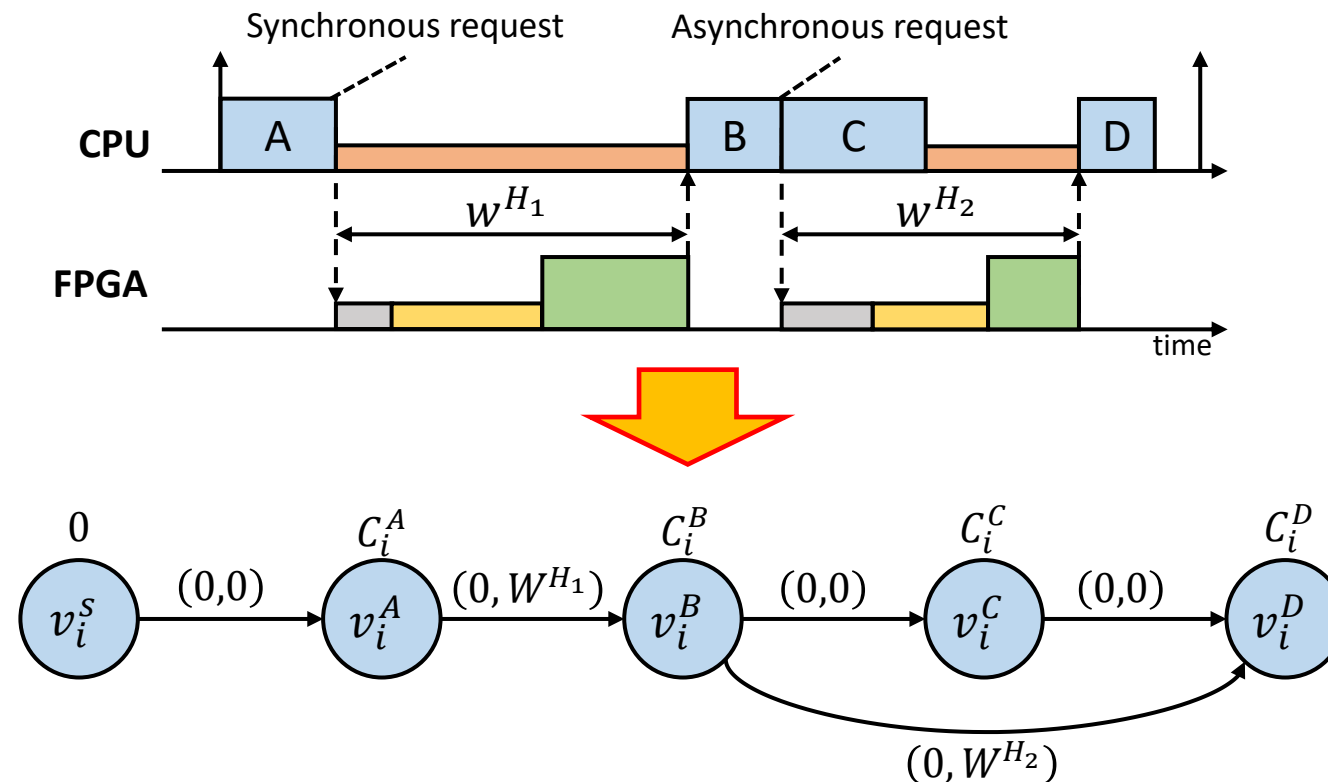 Synchronous request Asynchronous request
CPU A B C D
W^{H_1} W^{H_2}
FPGA
time
0 C_i^A C_i^B C_i^C C_i^D
(0,0) (0, W^{H_1}) (0,0) (0,0)
v_i^s v_i^A v_i^B v_i^C v_i^D
(0, W^{H_2})